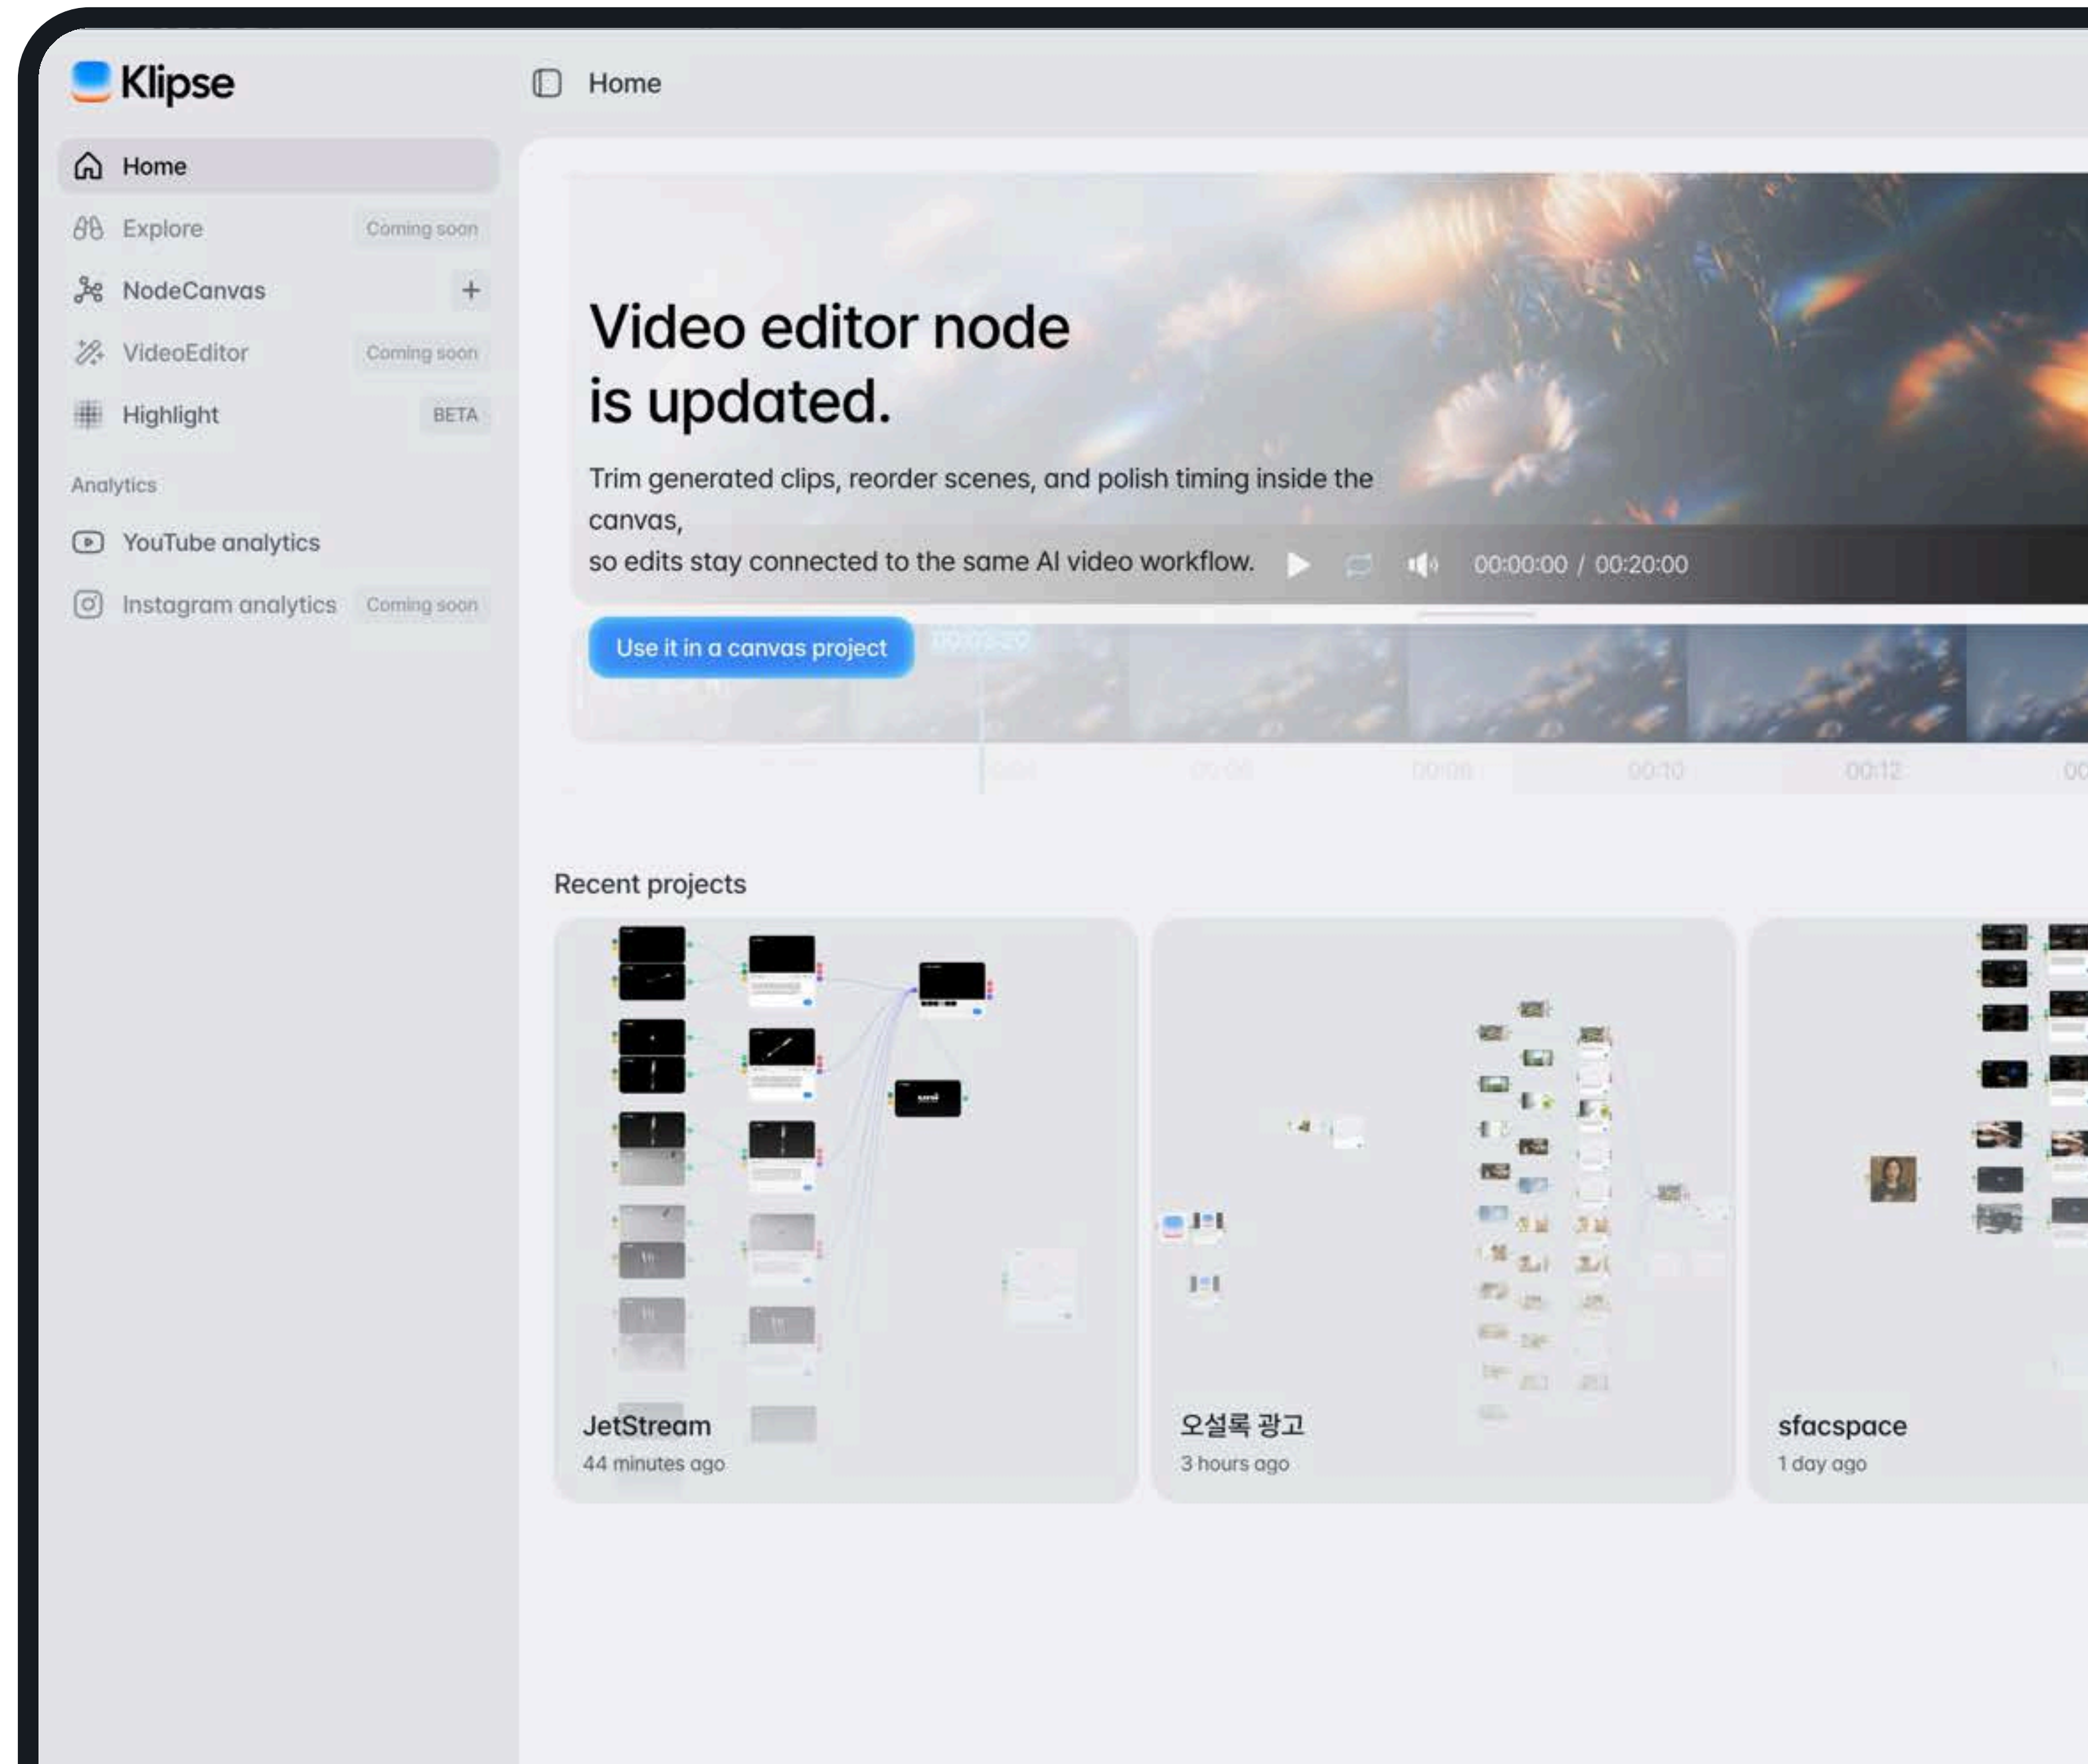 Klipse
Home
Home
Explore
Coming soon
NodeCanvas
VideoEditor
Coming soon
Highlight
BETA
Analytics
YouTube analytics
Instagram analytics
Coming soon
Video editor node
is updated.
Trim generated clips, reorder scenes, and polish timing inside the
canvas,
so edits stay connected to the same AI video workflow.
00:00:00 / 00:20:00
Use it in a canvas project
00:10
00:12
Recent projects
JetStream
44 minutes ago
오설록 광고
3 hours ago
sfacspace
1 day ago